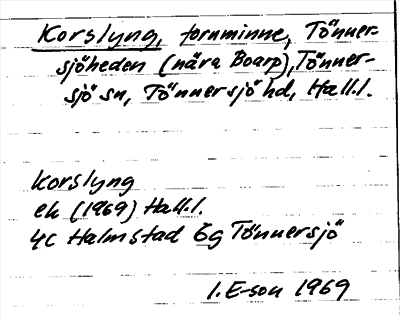 Korslyng, fornminne, Tönner-
sjöheden (nära Boarp), Tönner-
sjö sn, Tönnersjö hd, Hall.l.
Korslyng
ek (1969) Hall.l.
4C Halmstad 6g Tönnersjö
I. E-son 1969